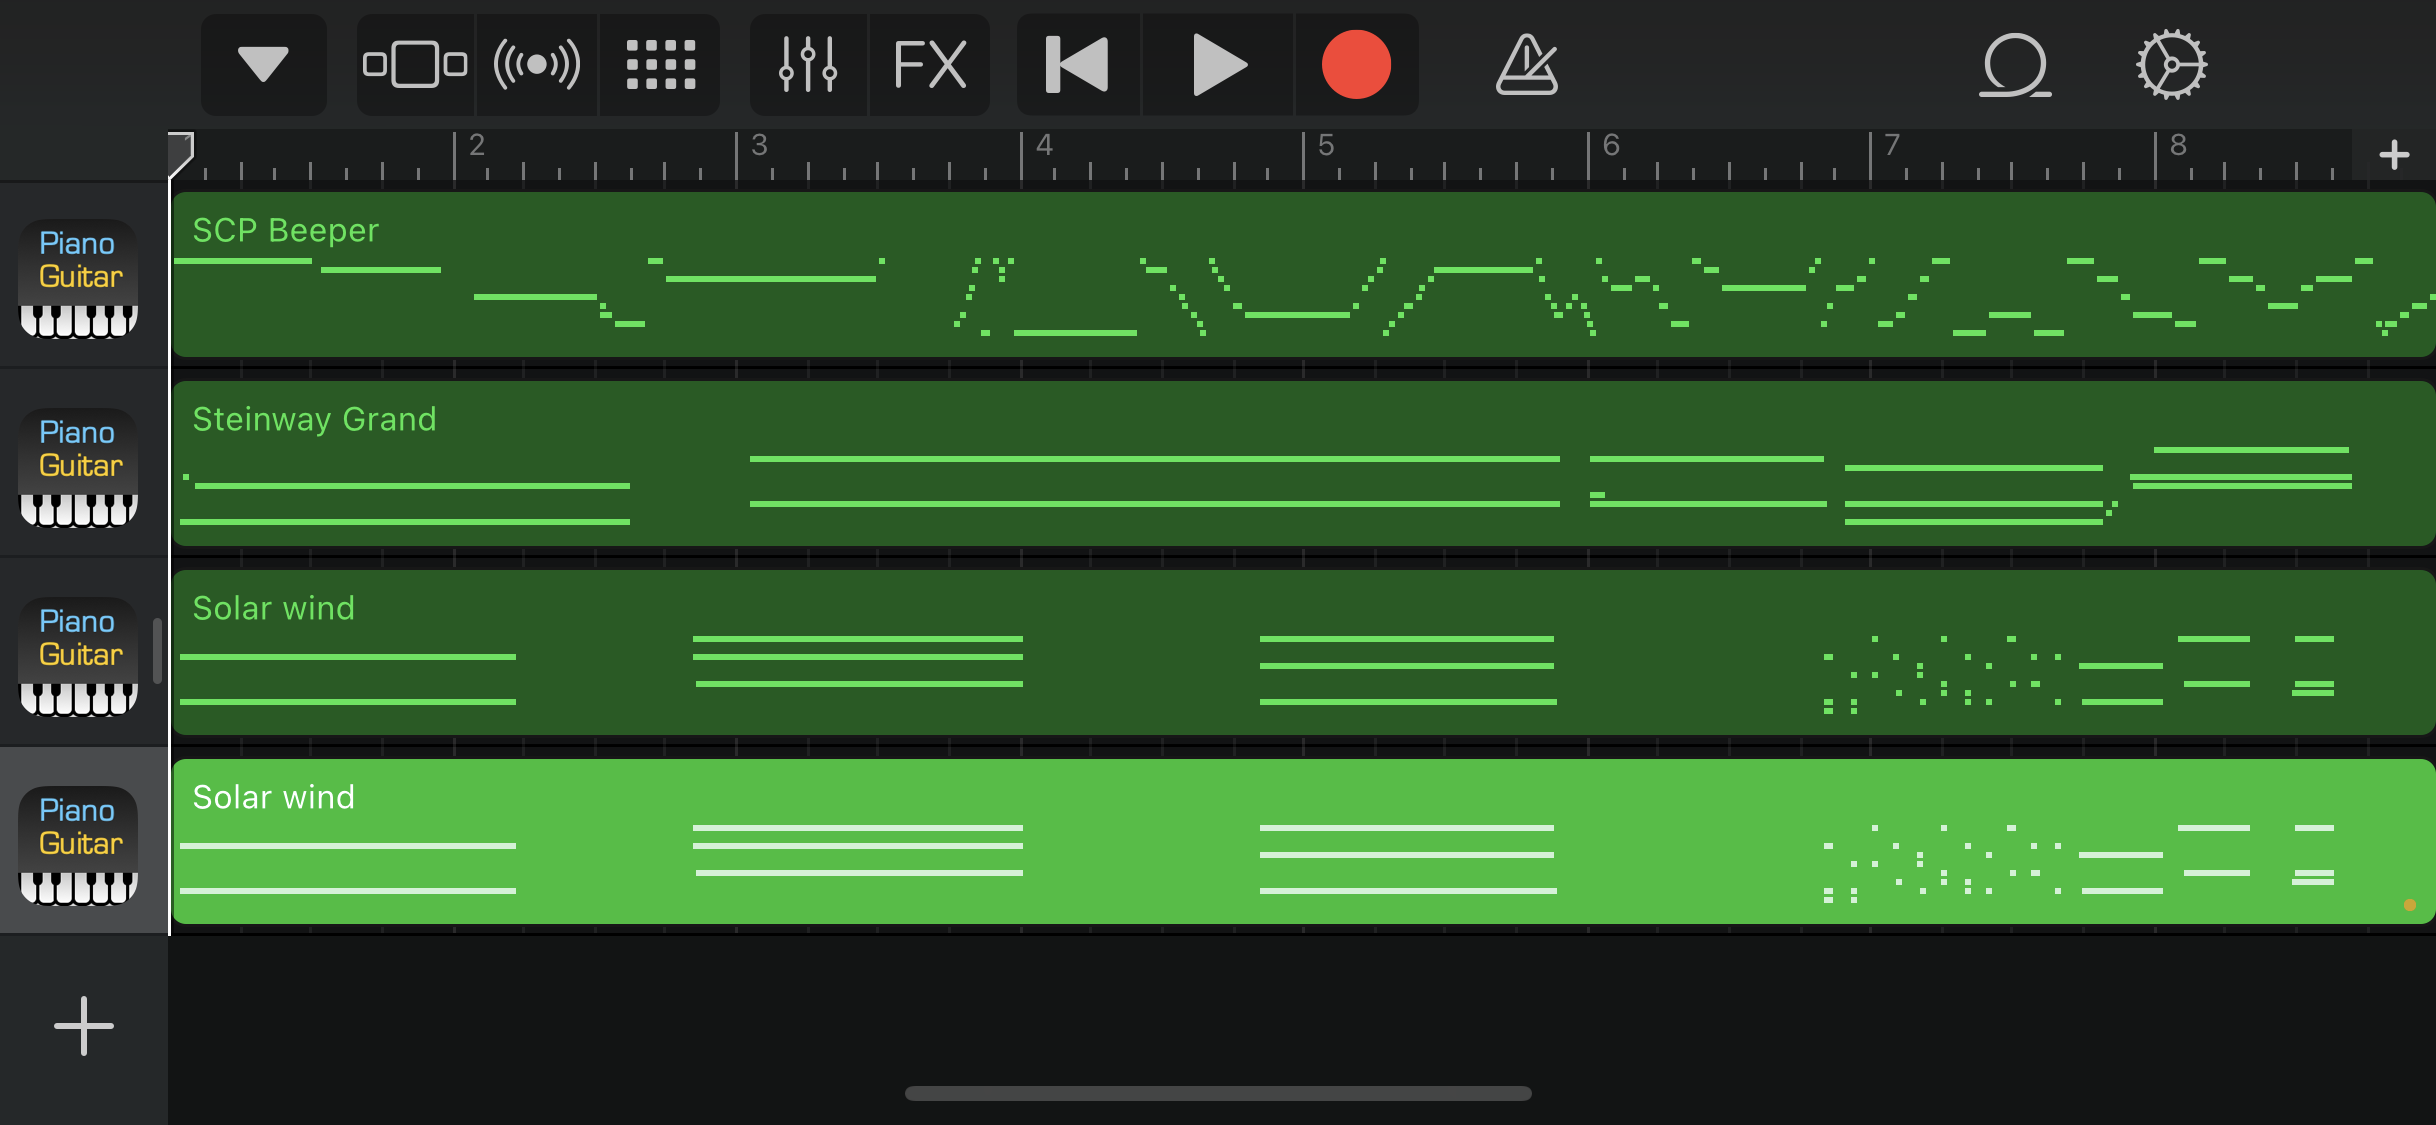 FX
1
2
3
4
5
6
7
8
SCP Beeper
Piano
Guitar
Steinway Grand
Piano
Guitar
Solar wind
Piano
Guitar
Solar wind
Piano
Guitar